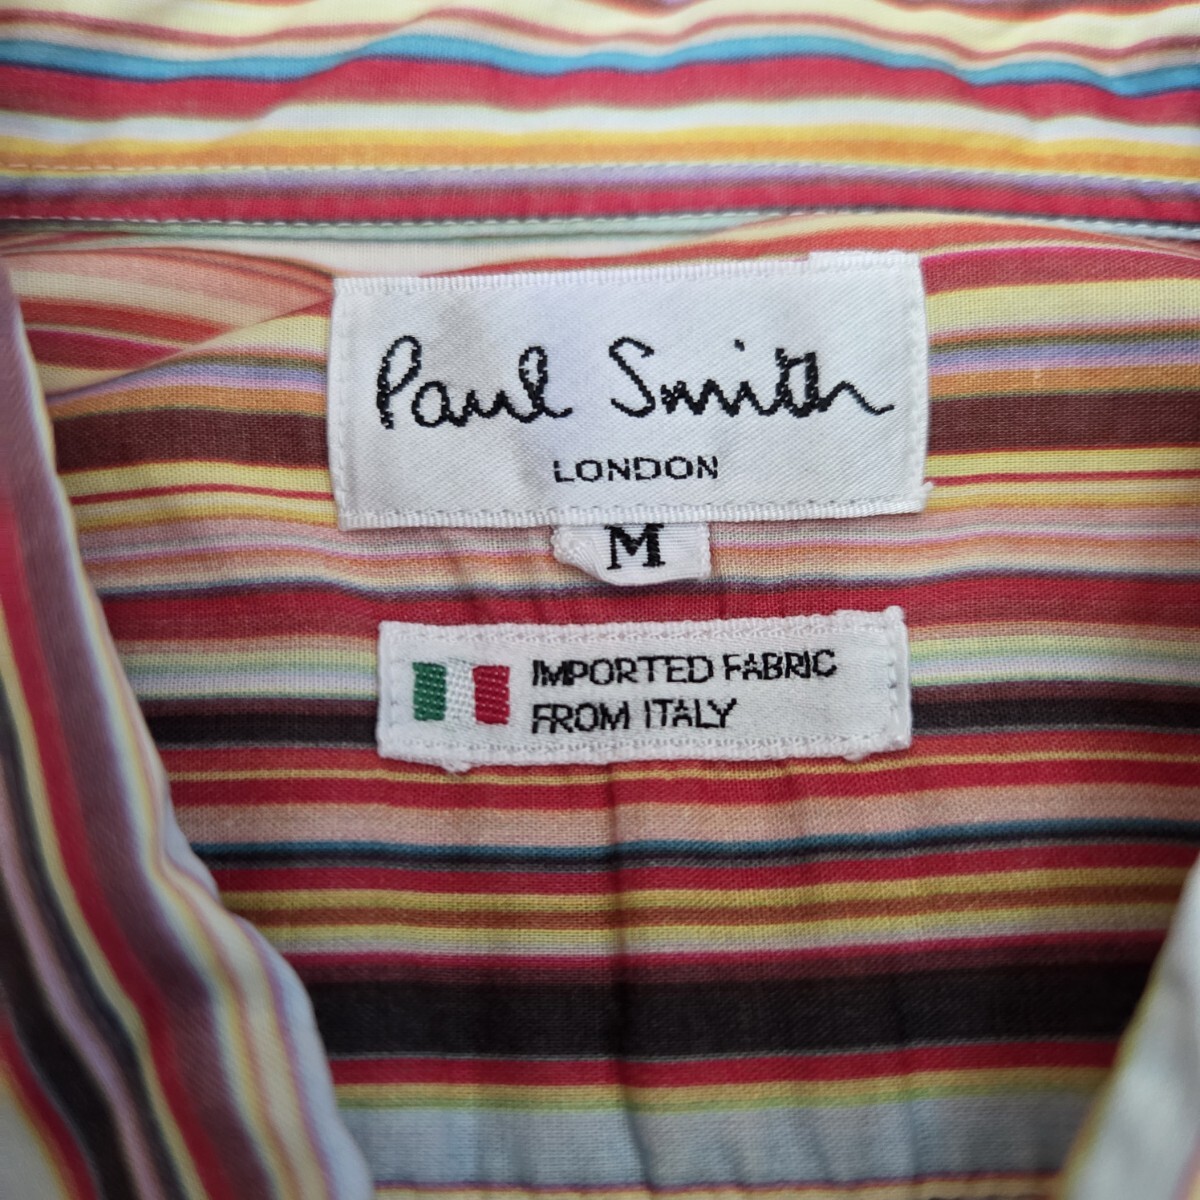 Paul Smith
LONDON
M
IMPORTED FABRIC
FROM ITALY